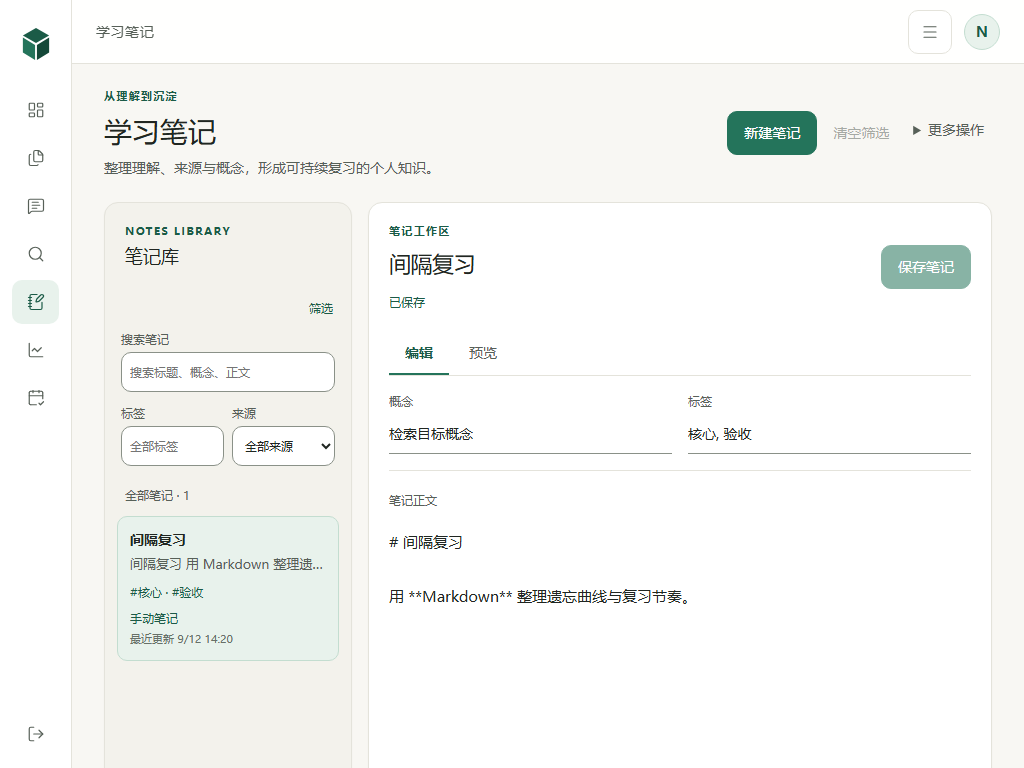 学习笔记
N
从理解到沉淀
学习笔记
整理理解、来源与概念，形成可持续复习的个人知识。
新建笔记
清空筛选
更多操作
NOTES LIBRARY
笔记库
筛选
搜索笔记
搜索标题、概念、正文
标签
来源
全部标签
全部来源
全部笔记 · 1
间隔复习
间隔复习 用 Markdown 整理遗...
#核心 · #验收
手动笔记
最近更新 9/12 14:20
笔记工作区
间隔复习
保存笔记
已保存
编辑
预览
概念
标签
检索目标概念
核心, 验收
笔记正文
# 间隔复习
用 **Markdown** 整理遗忘曲线与复习节奏。